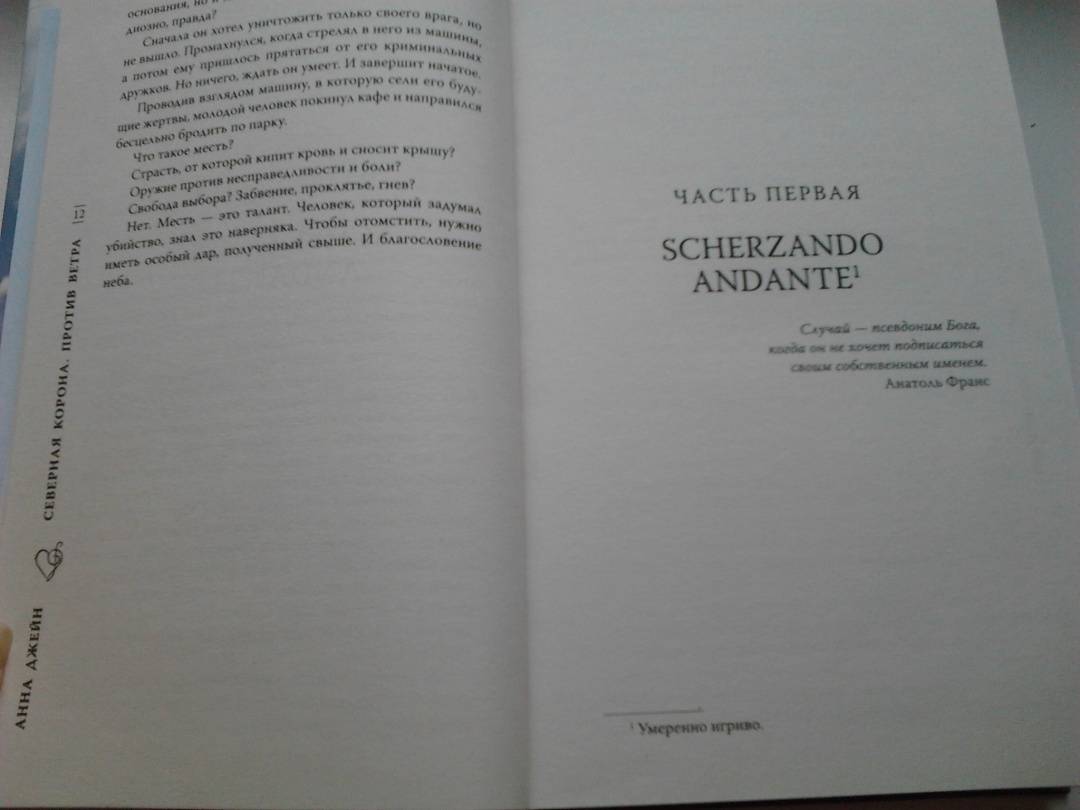 основания, но и
диозно, правда?
Сначала он хотел уничтожить только своего врага, но
не вышло. Промахнулся, когда стрелял в него из машины,
а потом ему пришлось прятаться от его криминальных
дружков. Но ничего, ждать он умеет. И завершит начатое.
Проводив взглядом машину, в которую сели его буду-
щие жертвы, молодой человек покинул кафе и направился
бесцельно бродить по парку.
Что такое месть?
Страсть, от которой кипит кровь и сносит крышу?
Оружие против несправедливости и боли?
Свобода выбора? Забвение, проклятье, гнев?
Нет. Месть — это талант. Человек, который задумал
убийство, знал это наверняка. Чтобы отомстить, нужно
иметь особый дар, полученный свыше. И благословение
неба.
12
АННА ДЖЕЙН СЕВЕРНАЯ КОРОНА. ПРОТИВ ВЕТРА
ЧАСТЬ ПЕРВАЯ
SCHERZANDO
ANDANTE¹
Случай — псевдоним Бога,
когда он не хочет подписаться
своим собственным именем.
Анатоль Франс
¹ Умеренно игриво.